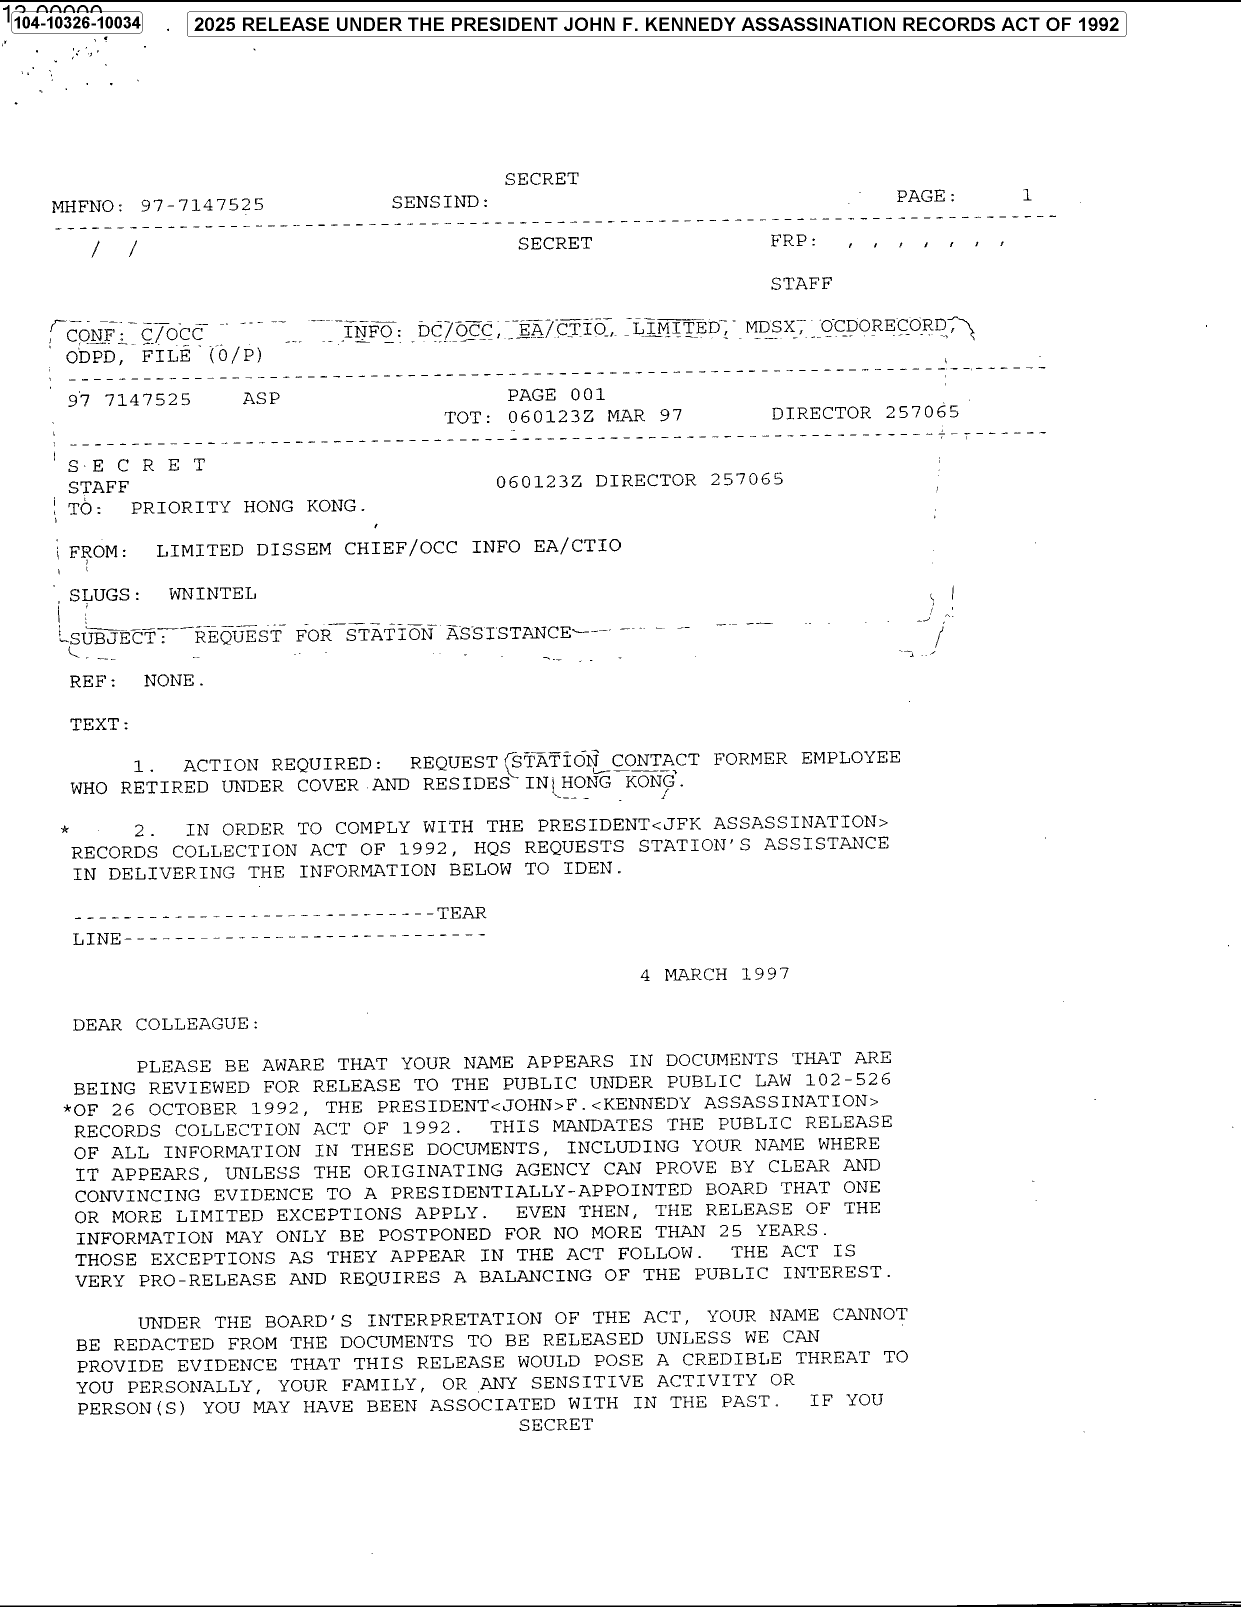 13-00000
104-10326-10034
2025 RELEASE UNDER THE PRESIDENT JOHN F. KENNEDY ASSASSINATION RECORDS ACT OF 1992
SECRET
MHFNO: 97-7147525 SENSIND: PAGE: 1
--------------------------------------------------------------------------------
/ / SECRET FRP: , , , , , , ,
STAFF
CONF: C/OCC INFO: DC/OCC, EA/CTIO, LIMITED, MDSX, OCDORECORD,
ODPD, FILE (O/P)
--------------------------------------------------------------------------------
97 7147525 ASP PAGE 001
TOT: 060123Z MAR 97 DIRECTOR 257065
--------------------------------------------------------------------------------
S E C R E T
STAFF 060123Z DIRECTOR 257065
TO: PRIORITY HONG KONG.
FROM: LIMITED DISSEM CHIEF/OCC INFO EA/CTIO
SLUGS: WNINTEL
SUBJECT: REQUEST FOR STATION ASSISTANCE
REF: NONE.
TEXT:
1. ACTION REQUIRED: REQUEST STATION CONTACT FORMER EMPLOYEE
WHO RETIRED UNDER COVER AND RESIDES IN HONG KONG.
* 2. IN ORDER TO COMPLY WITH THE PRESIDENT<JFK ASSASSINATION>
RECORDS COLLECTION ACT OF 1992, HQS REQUESTS STATION'S ASSISTANCE
IN DELIVERING THE INFORMATION BELOW TO IDEN.
-----------------------------TEAR
LINE-----------------------------
4 MARCH 1997
DEAR COLLEAGUE:
PLEASE BE AWARE THAT YOUR NAME APPEARS IN DOCUMENTS THAT ARE
BEING REVIEWED FOR RELEASE TO THE PUBLIC UNDER PUBLIC LAW 102-526
*OF 26 OCTOBER 1992, THE PRESIDENT<JOHN>F.<KENNEDY ASSASSINATION>
RECORDS COLLECTION ACT OF 1992. THIS MANDATES THE PUBLIC RELEASE
OF ALL INFORMATION IN THESE DOCUMENTS, INCLUDING YOUR NAME WHERE
IT APPEARS, UNLESS THE ORIGINATING AGENCY CAN PROVE BY CLEAR AND
CONVINCING EVIDENCE TO A PRESIDENTIALLY-APPOINTED BOARD THAT ONE
OR MORE LIMITED EXCEPTIONS APPLY. EVEN THEN, THE RELEASE OF THE
INFORMATION MAY ONLY BE POSTPONED FOR NO MORE THAN 25 YEARS.
THOSE EXCEPTIONS AS THEY APPEAR IN THE ACT FOLLOW. THE ACT IS
VERY PRO-RELEASE AND REQUIRES A BALANCING OF THE PUBLIC INTEREST.
UNDER THE BOARD'S INTERPRETATION OF THE ACT, YOUR NAME CANNOT
BE REDACTED FROM THE DOCUMENTS TO BE RELEASED UNLESS WE CAN
PROVIDE EVIDENCE THAT THIS RELEASE WOULD POSE A CREDIBLE THREAT TO
YOU PERSONALLY, YOUR FAMILY, OR ANY SENSITIVE ACTIVITY OR
PERSON(S) YOU MAY HAVE BEEN ASSOCIATED WITH IN THE PAST. IF YOU
SECRET